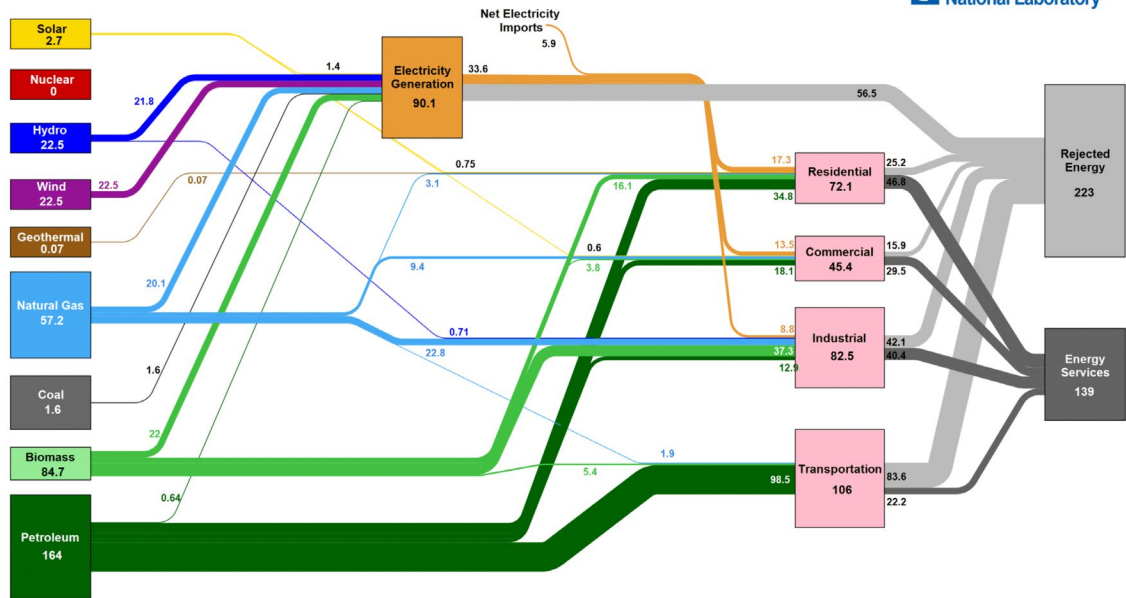 National Laboratory
Net Electricity
Imports
5.9
Solar
2.7
Nuclear
0
Hydro
22.5
Wind
22.5
Geothermal
0.07
Natural Gas
57.2
Coal
1.6
Biomass
84.7
Petroleum
164
21.8
22.5
0.07
20.1
1.6
22
0.64
1.4
Electricity
Generation
90.1
33.6
56.5
0.75
3.1
16.1
9.4
0.6
3.8
0.71
22.8
1.9
5.4
17.3
34.8
13.5
18.1
8.8
37.3
12.9
98.5
Residential
72.1
Commercial
45.4
Industrial
82.5
Transportation
106
25.2
46.8
15.9
29.5
42.1
40.4
83.6
22.2
Rejected
Energy
223
Energy
Services
139